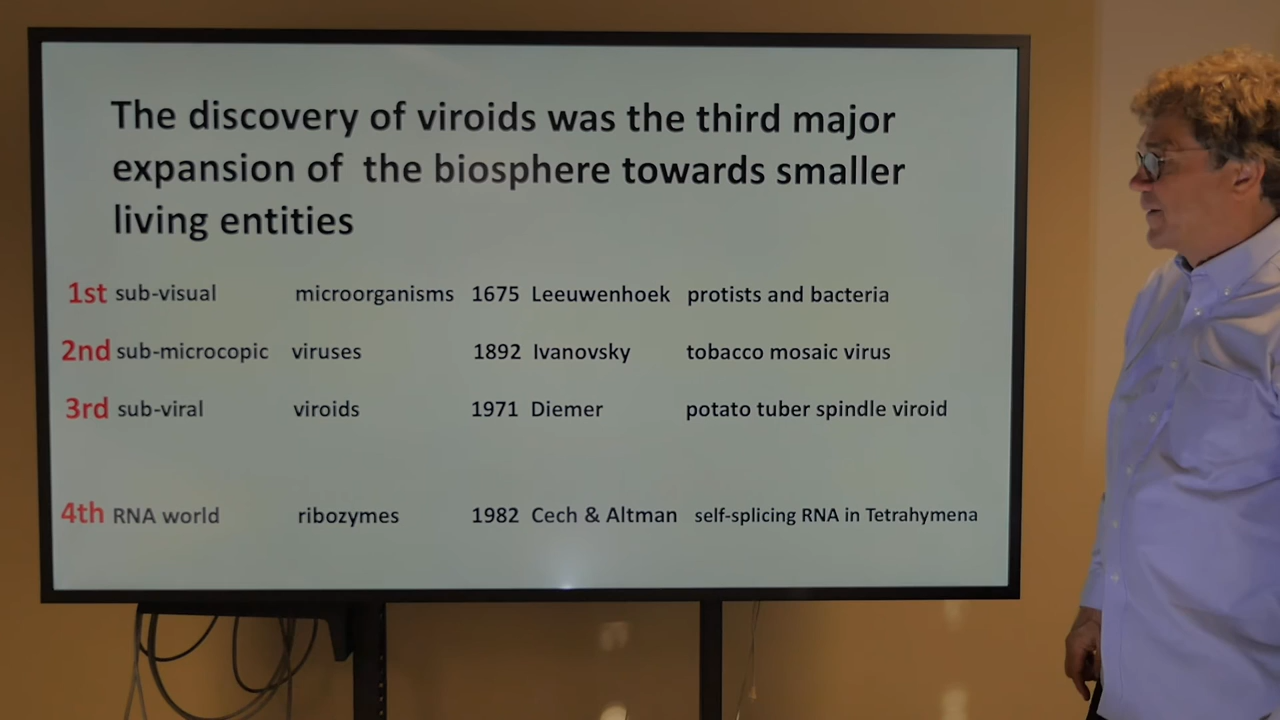 The discovery of viroids was the third major
expansion of the biosphere towards smaller
living entities
1st sub-visual microorganisms 1675 Leeuwenhoek protists and bacteria
2nd sub-microcopic viruses 1892 Ivanovsky tobacco mosaic virus
3rd sub-viral viroids 1971 Diemer potato tuber spindle viroid
4th RNA world ribozymes 1982 Cech & Altman self-splicing RNA in Tetrahymena